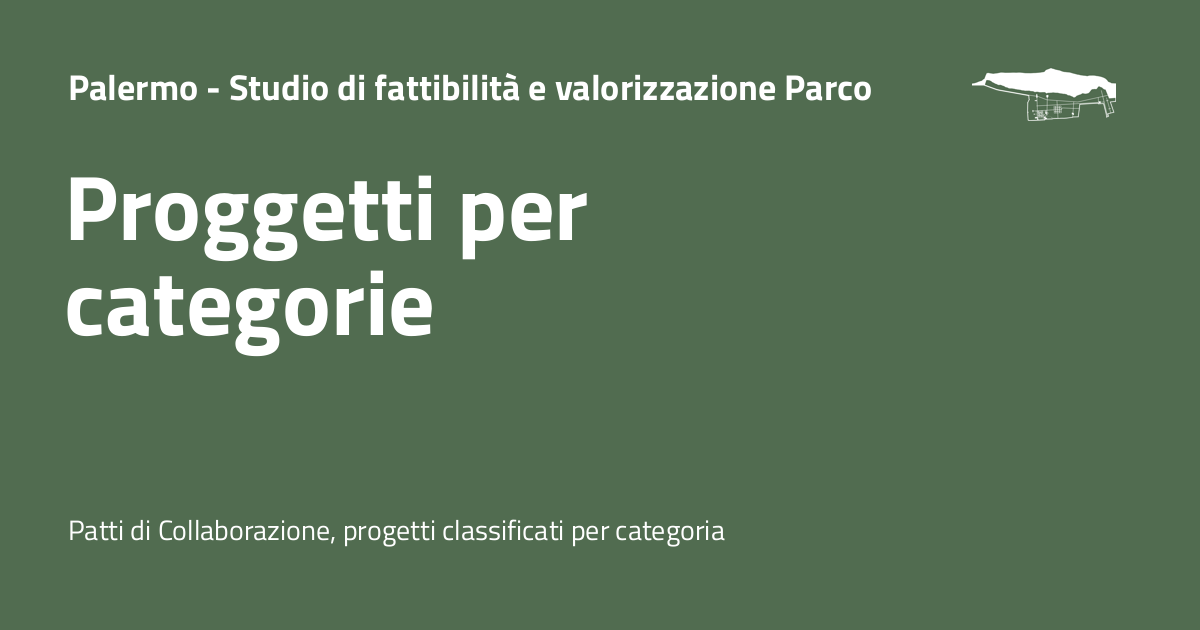 Palermo - Studio di fattibilità e valorizzazione Parco
Proggetti per
categorie
Patti di Collaborazione, progetti classificati per categoria